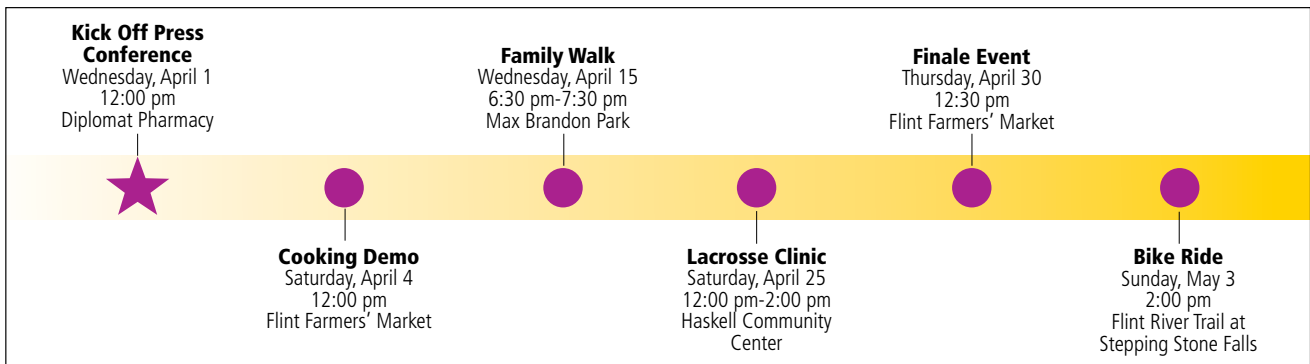 Kick Off Press
Conference
Wednesday, April 1
12:00 pm
Diplomat Pharmacy
Cooking Demo
Saturday, April 4
12:00 pm
Flint Farmers’ Market
Family Walk
Wednesday, April 15
6:30 pm-7:30 pm
Max Brandon Park
Lacrosse Clinic
Saturday, April 25
12:00 pm-2:00 pm
Haskell Community
Center
Finale Event
Thursday, April 30
12:30 pm
Flint Farmers’ Market
Bike Ride
Sunday, May 3
2:00 pm
Flint River Trail at
Stepping Stone Falls